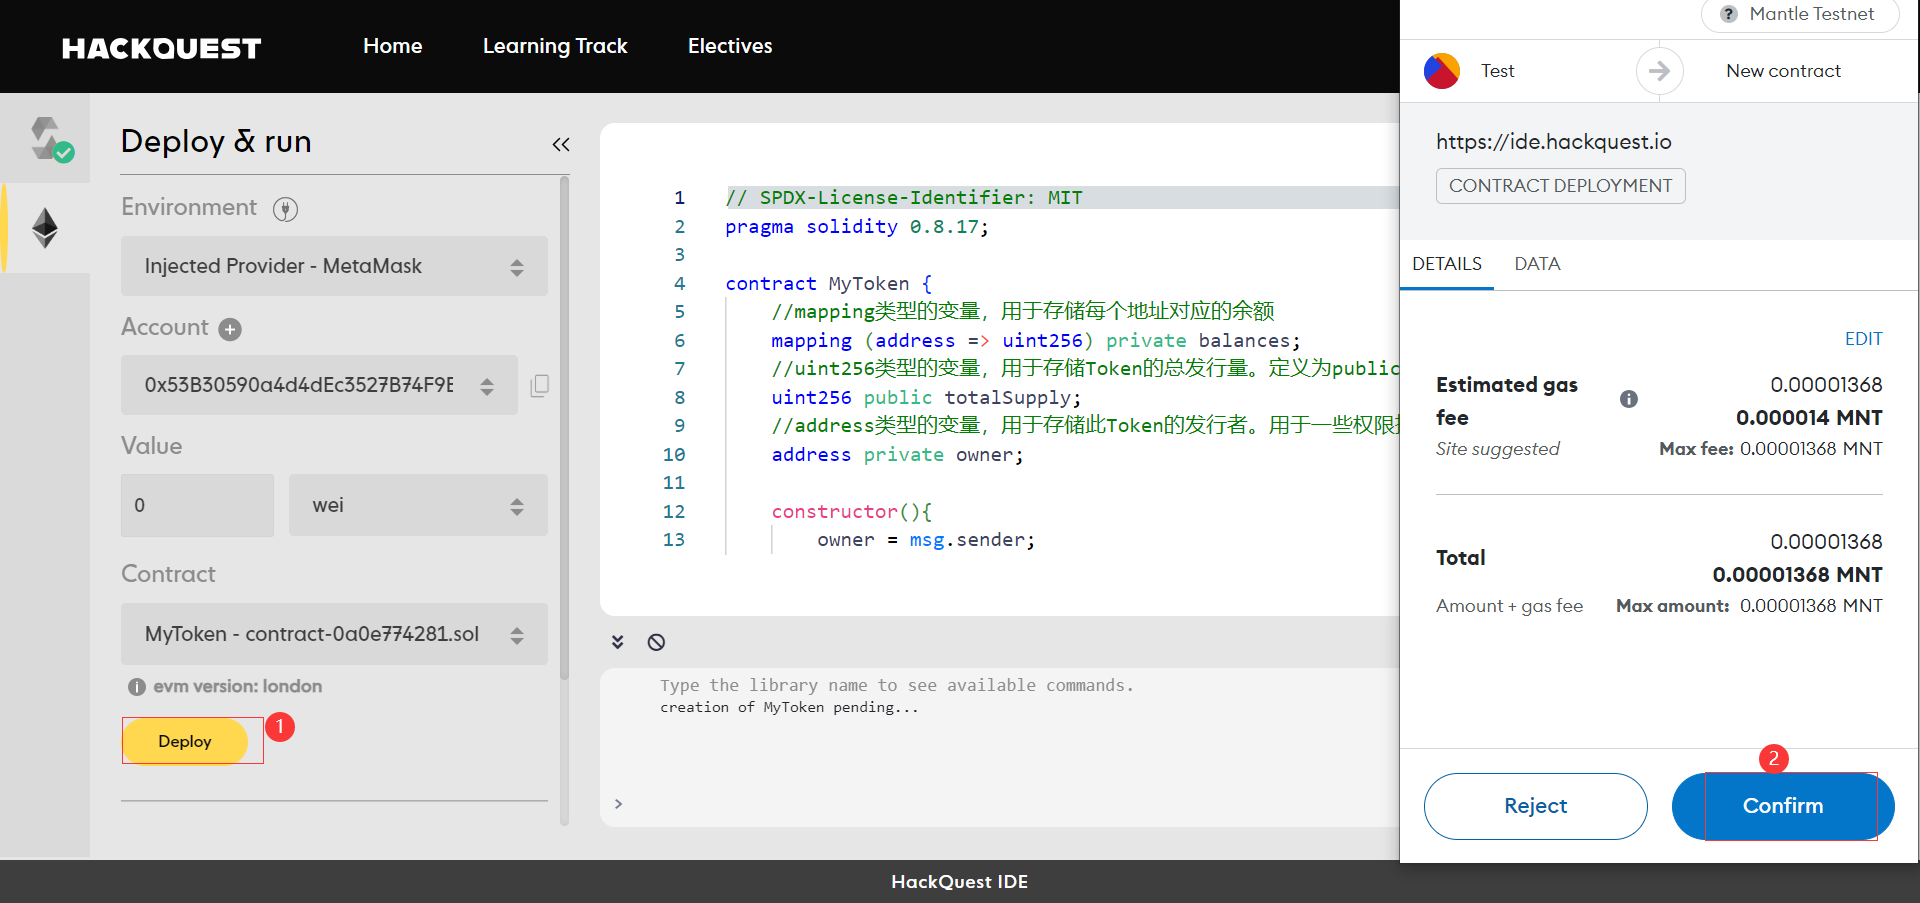 HACKQUEST
Home
Learning Track
Electives
Deploy & run
Environment
Injected Provider - MetaMask
Account
0x53B30590a4d4dEc3527B74F9E
Value
0
wei
Contract
MyToken - contract-0a0e774281.sol
evm version: london
Deploy
1
1 // SPDX-License-Identifier: MIT
2 pragma solidity 0.8.17;
3
4 contract MyToken {
5 //mapping类型的变量，用于存储每个地址对应的余额
6 mapping (address => uint256) private balances;
7 //uint256类型的变量，用于存储Token的总发行量。定义为public
8 uint256 public totalSupply;
9 //address类型的变量，用于存储此Token的发行者。用于一些权限
10 address private owner;
11
12 constructor(){
13 owner = msg.sender;
Type the library name to see available commands.
creation of MyToken pending...
>
HackQuest IDE
? Mantle Testnet
Test
New contract
https://ide.hackquest.io
CONTRACT DEPLOYMENT
DETAILS
DATA
EDIT
Estimated gas fee
0.00001368
0.000014 MNT
Site suggested
Max fee: 0.00001368 MNT
Total
0.00001368
0.00001368 MNT
Amount + gas fee
Max amount: 0.00001368 MNT
2
Reject
Confirm